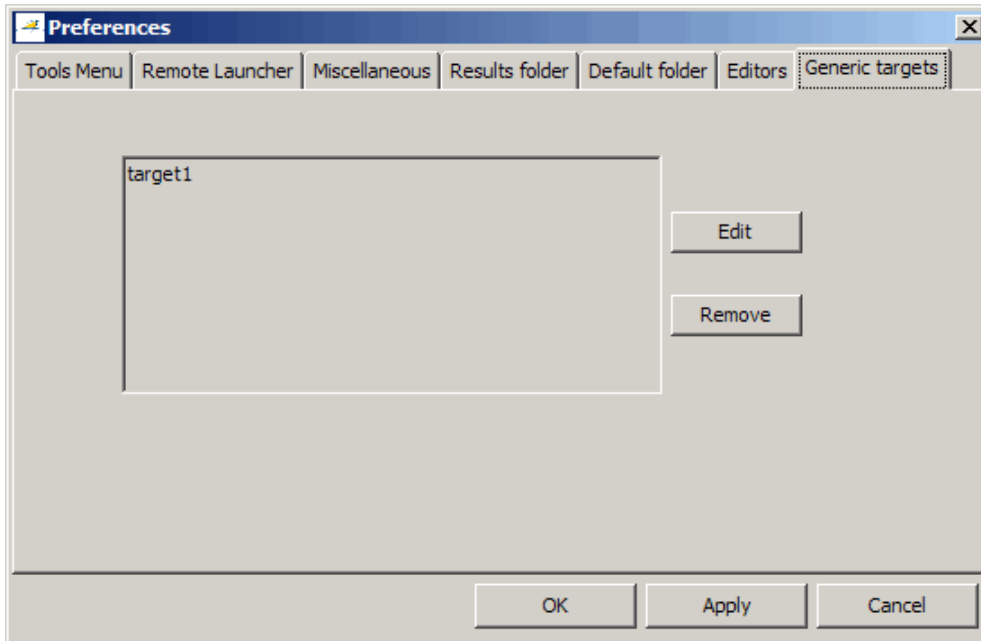 Preferences
Tools Menu Remote Launcher Miscellaneous Results folder Default folder Editors Generic targets
target1
Edit
Remove
OK Apply Cancel